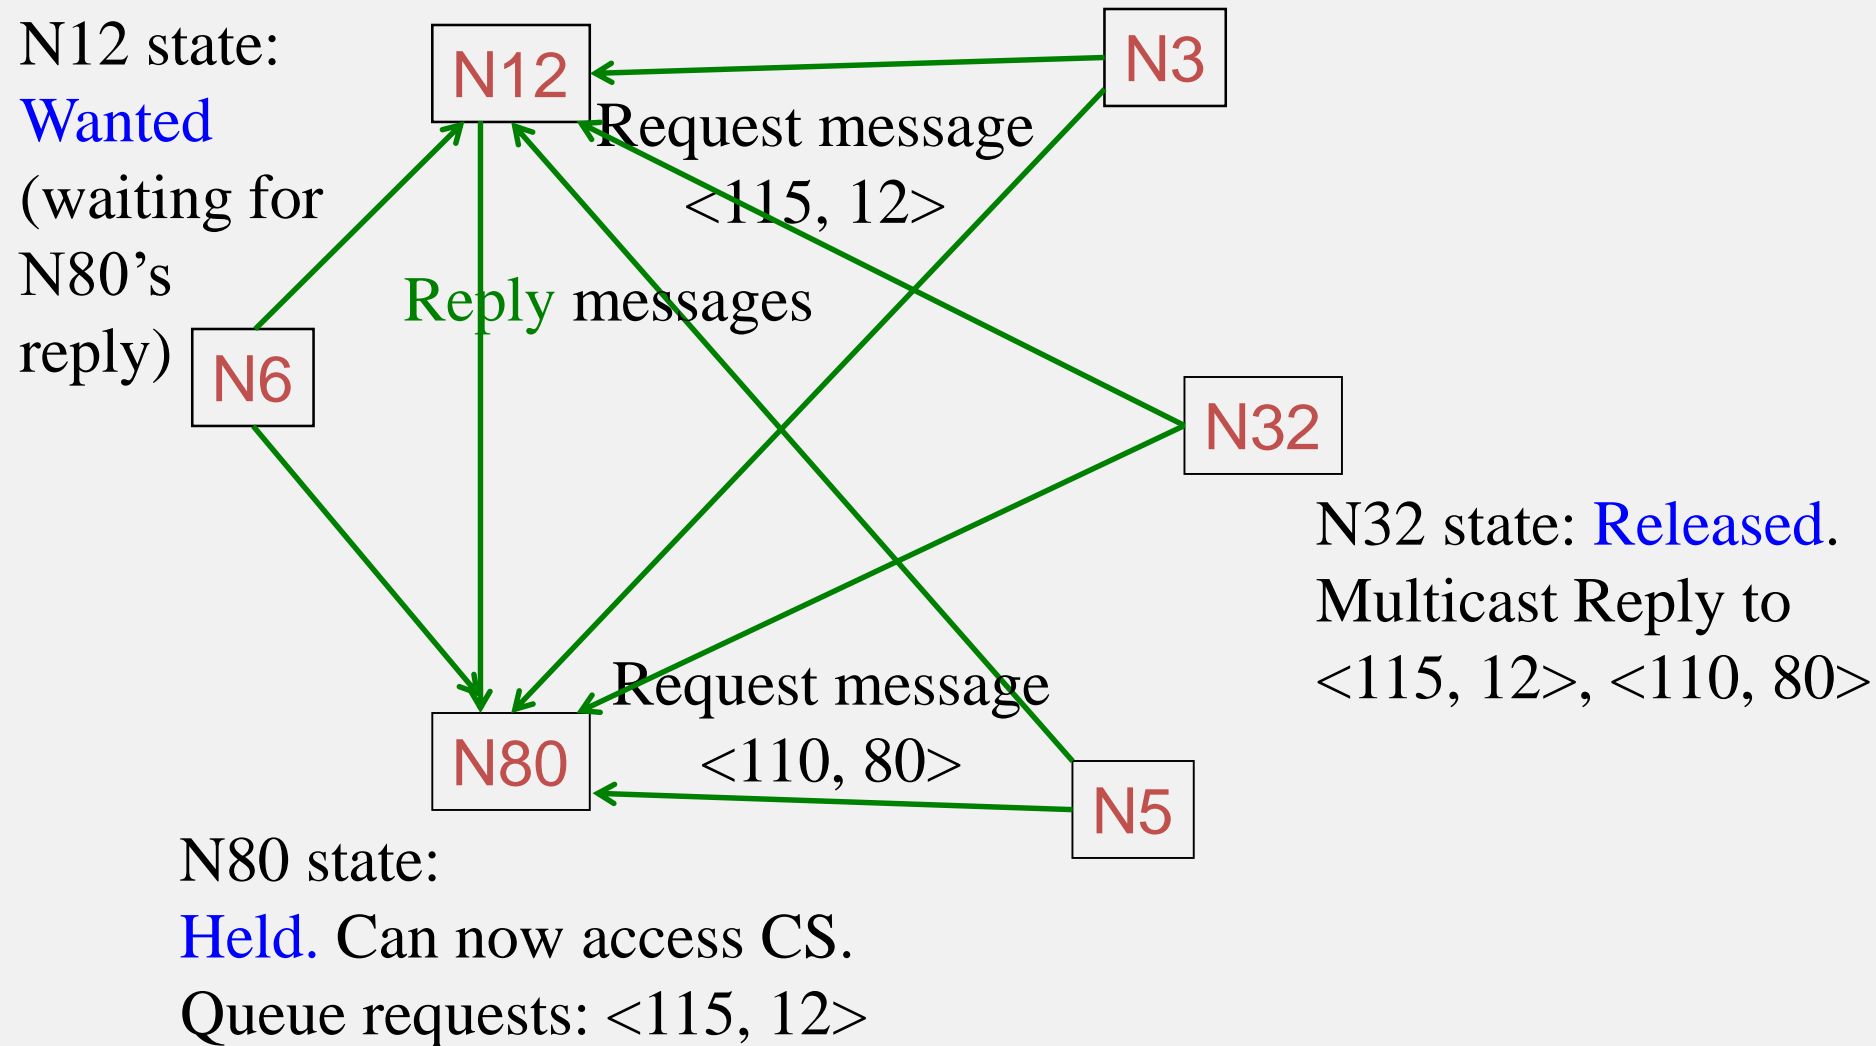 N12 state:
Wanted
(waiting for
N80’s
reply)
N12
N3
Request message
<115, 12>
Reply messages
N6
N32
N32 state: Released.
Multicast Reply to
<115, 12>, <110, 80>
Request message
<110, 80>
N80
N5
N80 state:
Held. Can now access CS.
Queue requests: <115, 12>